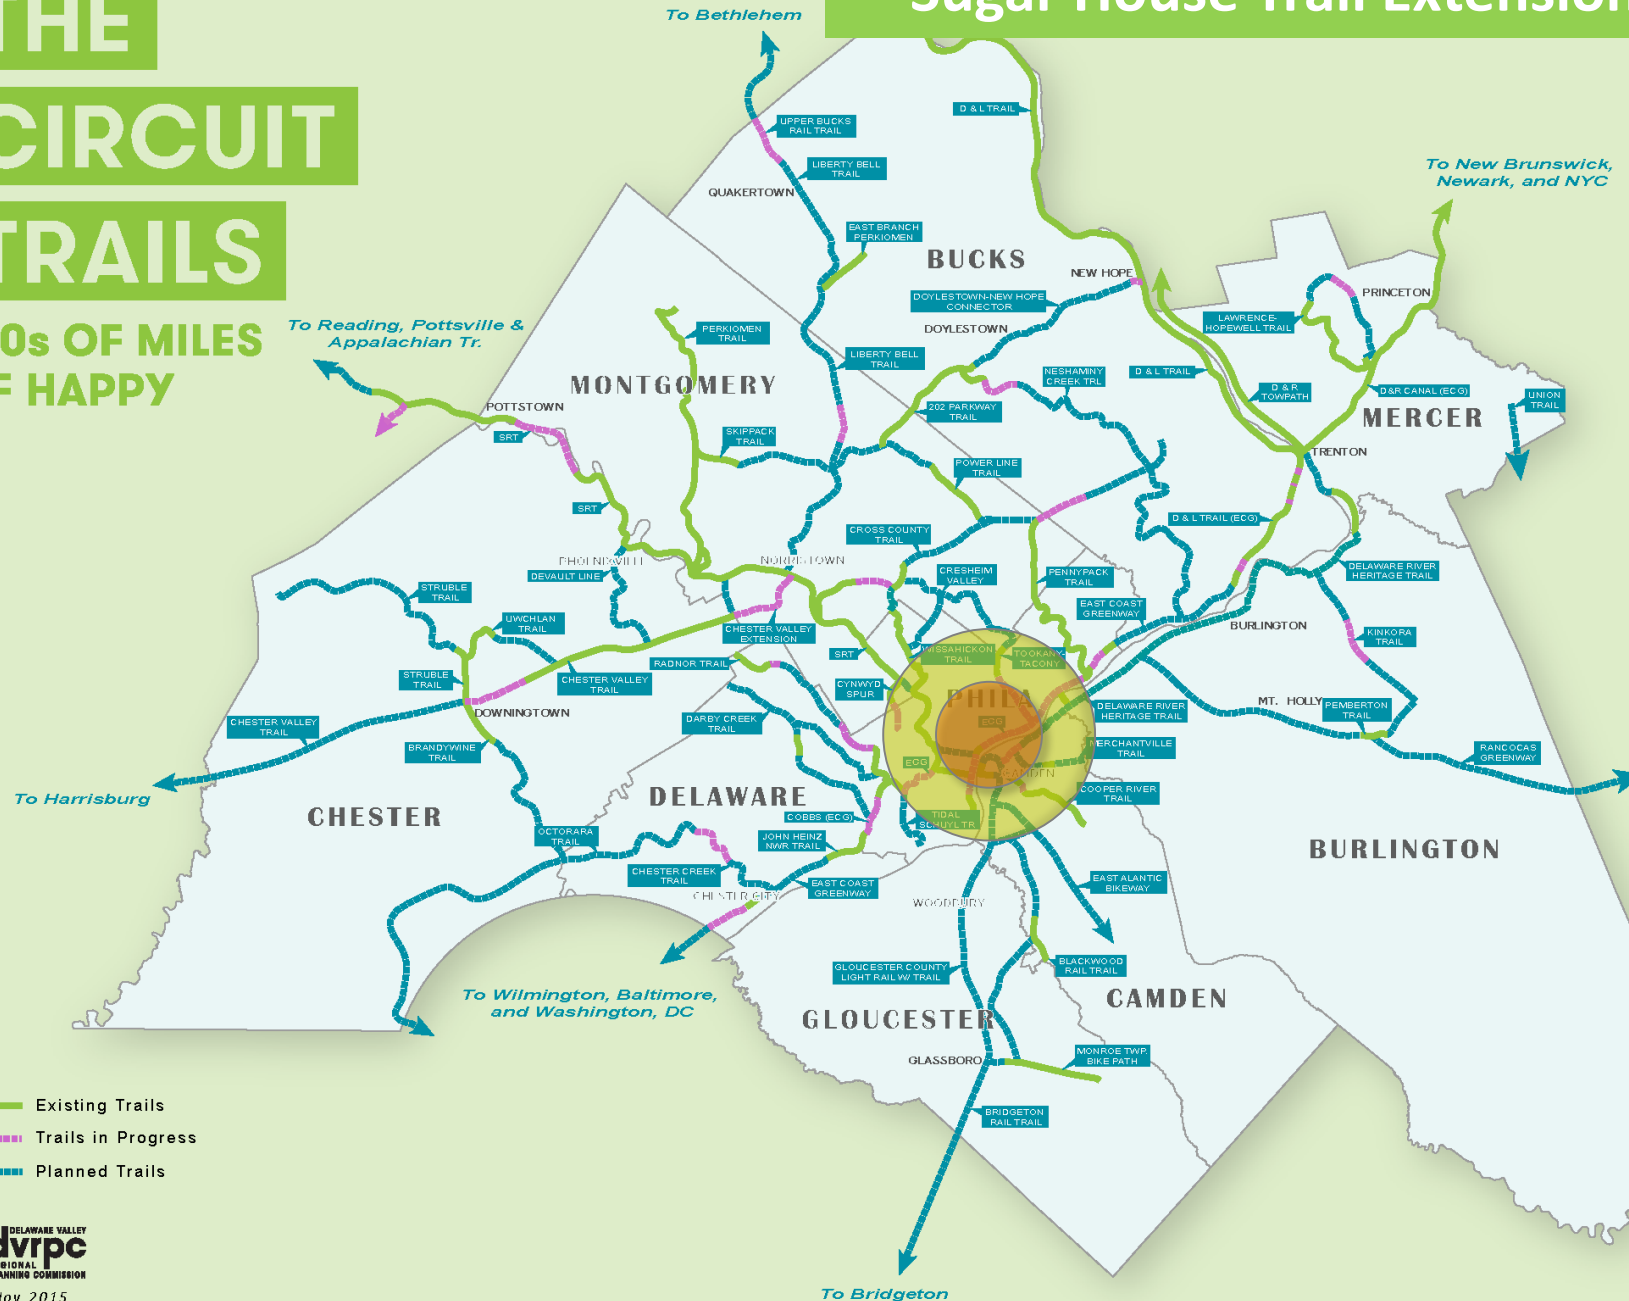 THE
CIRCUIT
TRAILS
0s OF MILES
F HAPPY
Sugar House Trail Extension
To Bethlehem
D & L TRAIL
UPPER BUCKS
RAIL TRAIL
LIBERTY BELL
TRAIL
To New Brunswick,
Newark, and NYC
QUAKERTOWN
EAST BRANCH
PERKIOMEN
BUCKS
NEW HOPE
PRINCETON
DOYLESTOWN-NEW HOPE
CONNECTOR
DOYLESTOWN
LAWRENCE-
HOPEWELL TRAIL
To Reading, Pottsville &
Appalachian Tr.
PERKIOMEN
TRAIL
LIBERTY BELL
TRAIL
NESHAMINY
CREEK TRL
D & L TRAIL
D & R
TOWPATH
D&R CANAL (ECG)
UNION
TRAIL
MONTGOMERY
MERCER
POTTSTOWN
202 PARKWAY
TRAIL
SRT
SKIPPACK
TRAIL
TRENTON
POWER LINE
TRAIL
SRT
D & L TRAIL (ECG)
CROSS COUNTY
TRAIL
PHOENIXVILLE
NORRISTOWN
DEVAULT LINE
CRESHEIM
VALLEY
PENNYPACK
TRAIL
DELAWARE RIVER
HERITAGE TRAIL
STRUBLE
TRAIL
UWCHLAN
TRAIL
EAST COAST
GREENWAY
BURLINGTON
CHESTER VALLEY
EXTENSION
KINKORA
TRAIL
SRT
WISSAHICKON
TRAIL
TOOKANY-
TACONY
RADNOR TRAIL
STRUBLE
TRAIL
CHESTER VALLEY
TRAIL
CYNWYD
SPUR
PHILA
MT. HOLLY
PEMBERTON
TRAIL
DOWNINGTOWN
DARBY CREEK
TRAIL
ECG
DELAWARE RIVER
HERITAGE TRAIL
CHESTER VALLEY
TRAIL
BRANDYWINE
TRAIL
MERCHANTVILLE
TRAIL
RANCOCAS
GREENWAY
ECG
CAMDEN
To Harrisburg
DELAWARE
COOPER RIVER
TRAIL
CHESTER
COBBS (ECG)
TIDAL
SCHUYL TR.
OCTORARA
TRAIL
JOHN HEINZ
NWR TRAIL
BURLINGTON
CHESTER CREEK
TRAIL
EAST COAST
GREENWAY
EAST ALANTIC
BIKEWAY
CHESTER CITY
WOODBURY
GLOUCESTER COUNTY
LIGHT RAIL W/ TRAIL
BLACKWOOD
RAIL TRAIL
To Wilmington, Baltimore,
and Washington, DC
CAMDEN
GLOUCESTER
GLASSBORO
MONROE TWP.
BIKE PATH
BRIDGETON
RAIL TRAIL
Existing Trails
Trails in Progress
Planned Trails
DELAWARE VALLEY
dvrpc
REGIONAL
PLANNING COMMISSION
Nov 2015
To Bridgeton